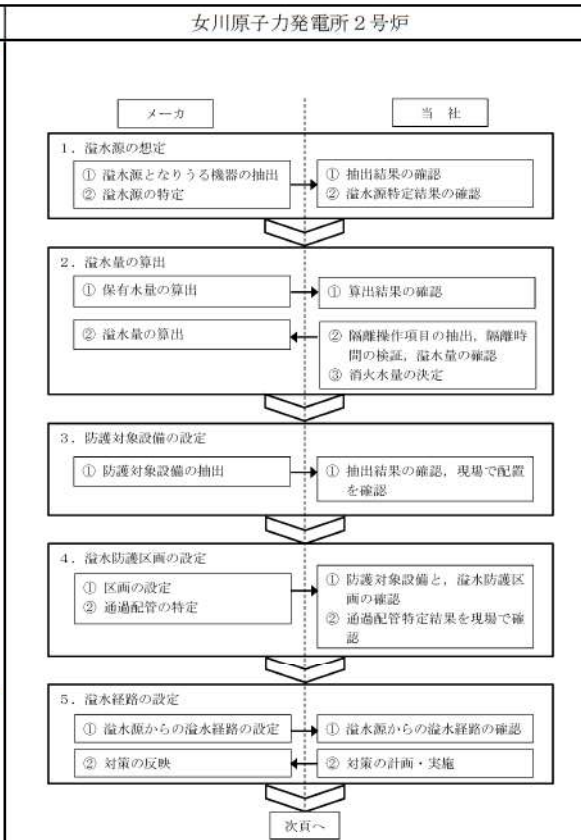 女川原子力発電所2号炉
メーカ
当 社
1. 溢水源の想定
① 溢水源となりうる機器の抽出
② 溢水源の特定
① 抽出結果の確認
② 溢水源特定結果の確認
2. 溢水量の算出
① 保有水量の算出
① 算出結果の確認
② 溢水量の算出
② 隔離操作項目の抽出，隔離時
間の検証，溢水量の確認
③ 消火水量の決定
3. 防護対象設備の設定
① 防護対象設備の抽出
① 抽出結果の確認，現場で配置
を確認
4. 溢水防護区画の設定
① 区画の設定
② 通過配管の特定
① 防護対象設備と，溢水防護区
画の確認
② 通過配管特定結果を現場で確
認
5. 溢水経路の設定
① 溢水源からの溢水経路の設定
① 溢水源からの溢水経路の確認
② 対策の反映
② 対策の計画・実施
次頁へ